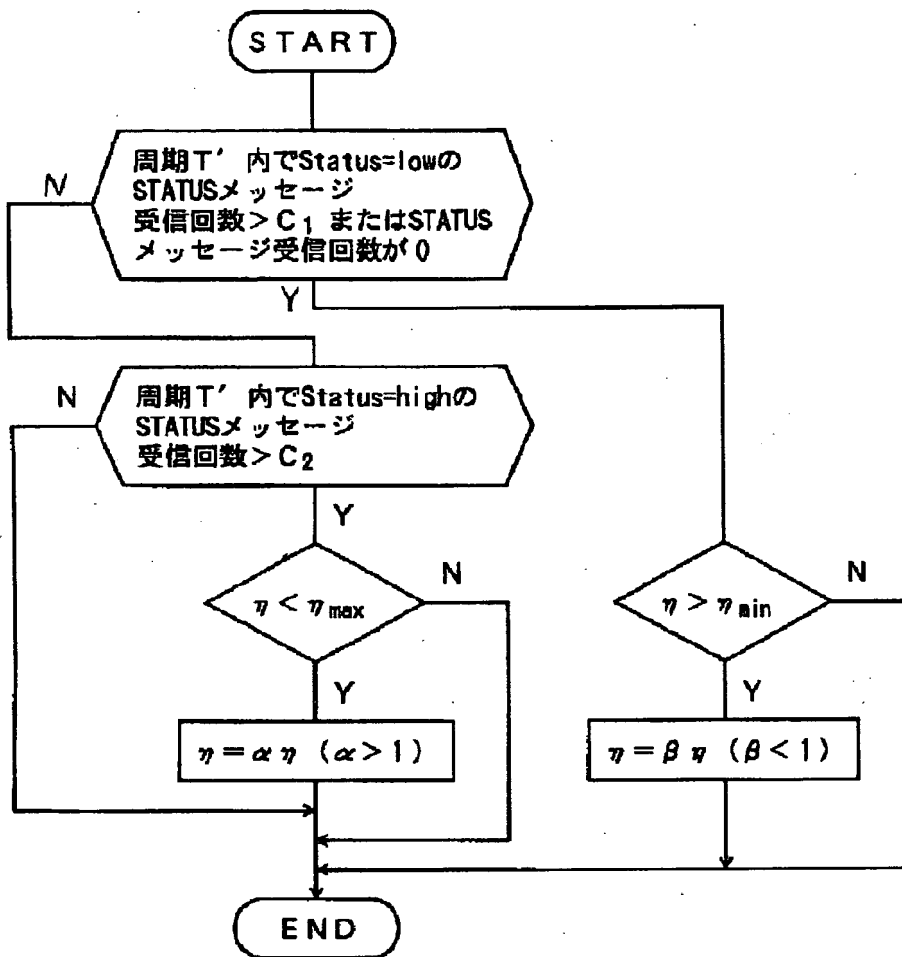 START
周期T′ 内でStatus=lowの
STATUSメッセージ
受信回数>C₁ またはSTATUS
メッセージ受信回数が0
N
Y
周期T′ 内でStatus=highの
STATUSメッセージ
受信回数>C₂
N
Y
η<ηmax
N
η>ηmin
N
Y
Y
η=αη (α>1)
η=βη (β<1)
END